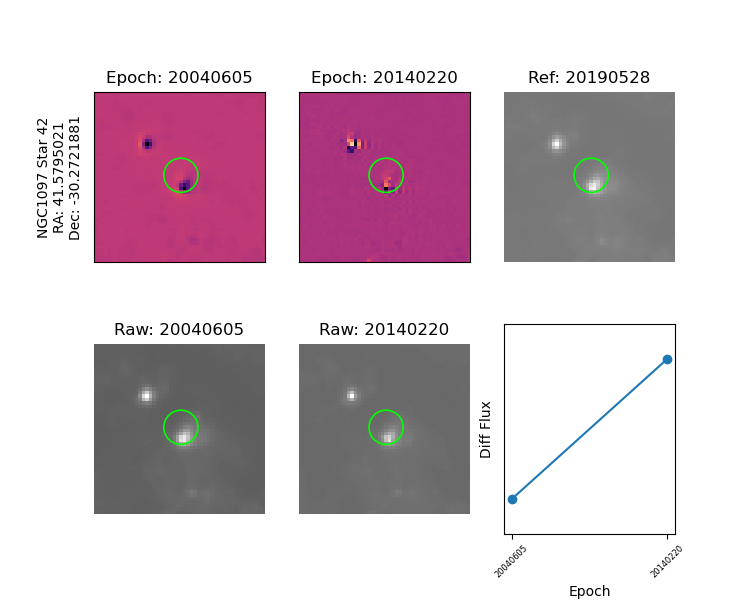 Epoch: 20040605
Epoch: 20140220
Ref: 20190528
NGC1097 Star 42
RA: 41.5795021
Dec: -30.2721881
Raw: 20040605
Raw: 20140220
Diff Flux
20040605
20140220
Epoch